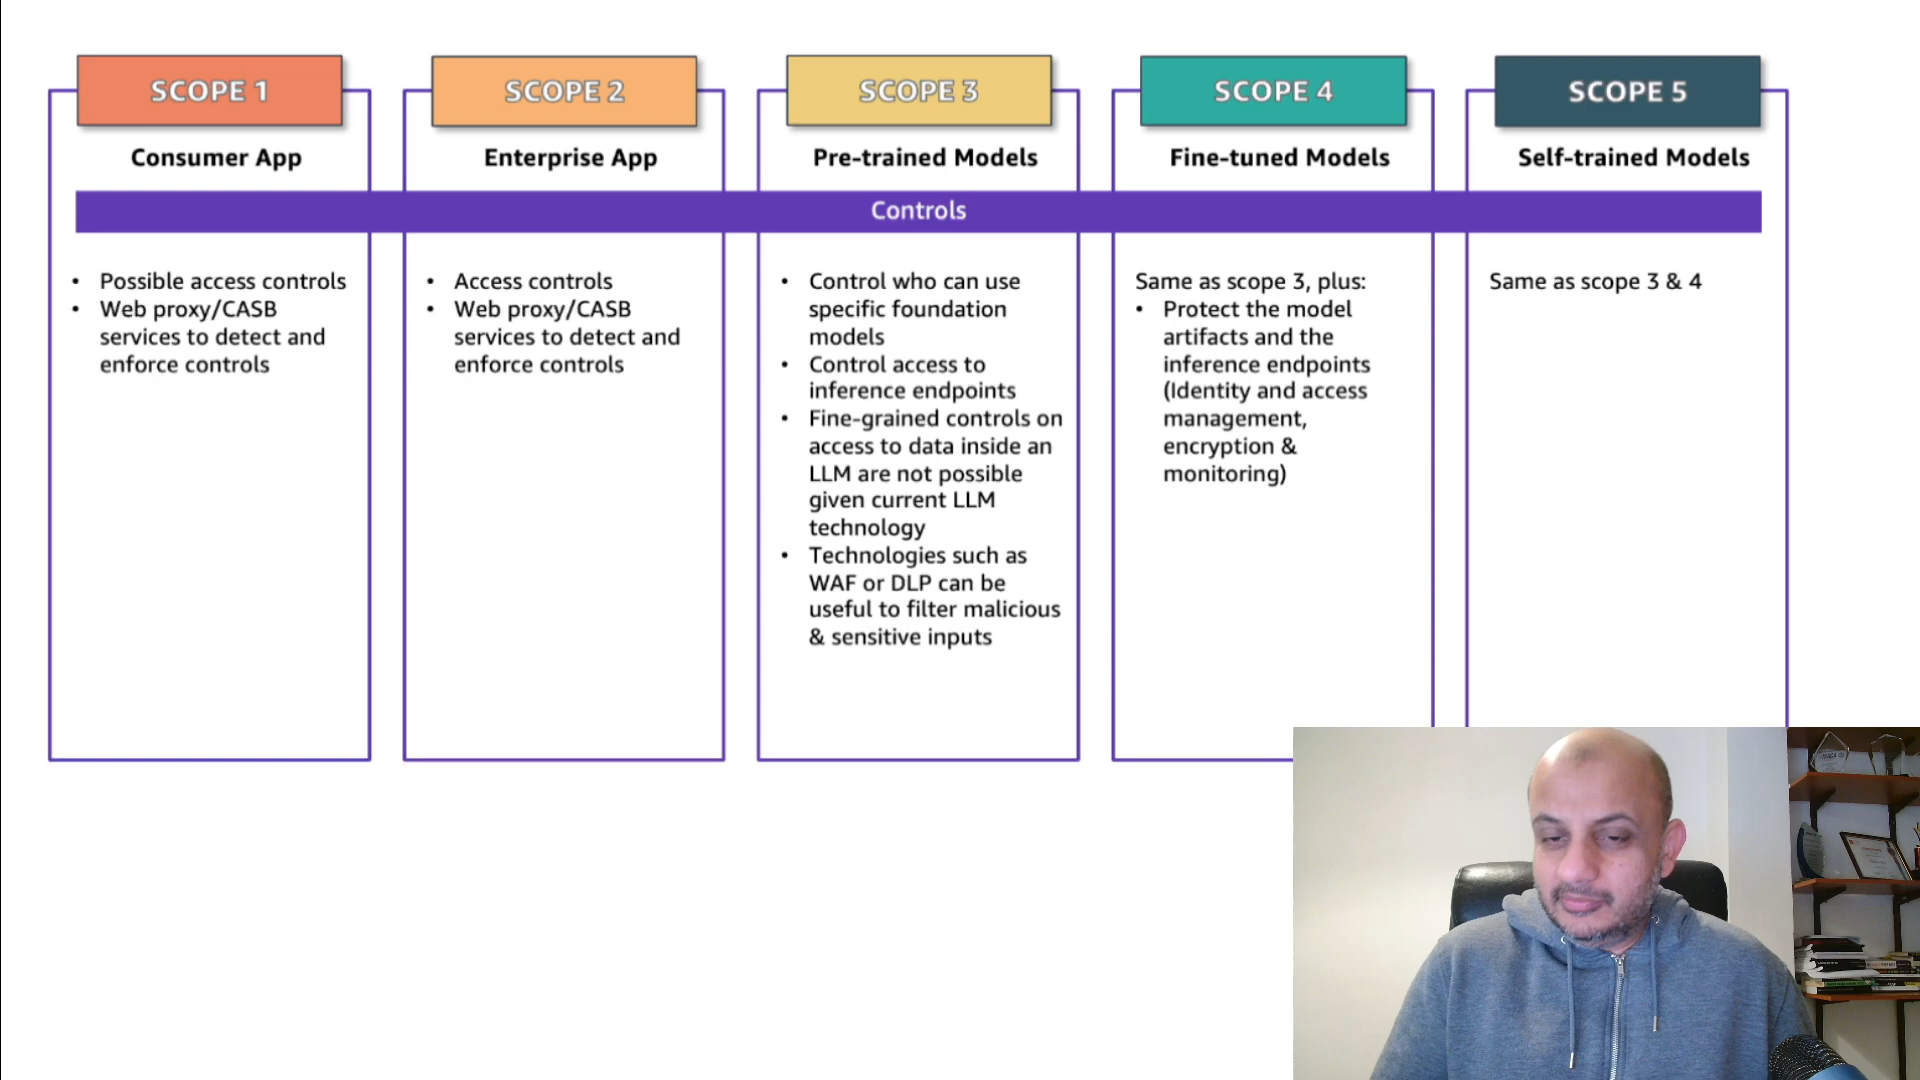 SCOPE 1
Consumer App
SCOPE 2
Enterprise App
SCOPE 3
Pre-trained Models
SCOPE 4
Fine-tuned Models
SCOPE 5
Self-trained Models
Controls
• Possible access controls
• Web proxy/CASB
services to detect and
enforce controls
• Access controls
• Web proxy/CASB
services to detect and
enforce controls
• Control who can use
specific foundation
models
• Control access to
inference endpoints
• Fine-grained controls on
access to data inside an
LLM are not possible
given current LLM
technology
• Technologies such as
WAF or DLP can be
useful to filter malicious
& sensitive inputs
Same as scope 3, plus:
• Protect the model
artifacts and the
inference endpoints
(Identity and access
management,
encryption &
monitoring)
Same as scope 3 & 4